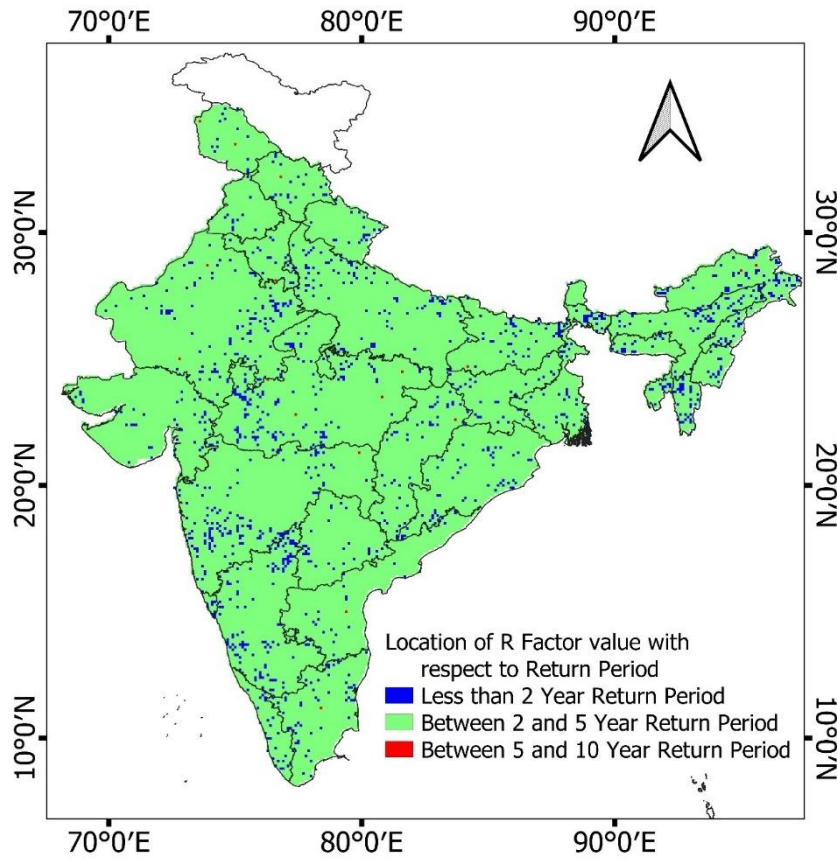 70°0′E 80°0′E 90°0′E
30°0′N 30°0′N
20°0′N 20°0′N
Location of R Factor value with
respect to Return Period
Less than 2 Year Return Period
Between 2 and 5 Year Return Period
Between 5 and 10 Year Return Period
10°0′N 10°0′N
70°0′E 80°0′E 90°0′E